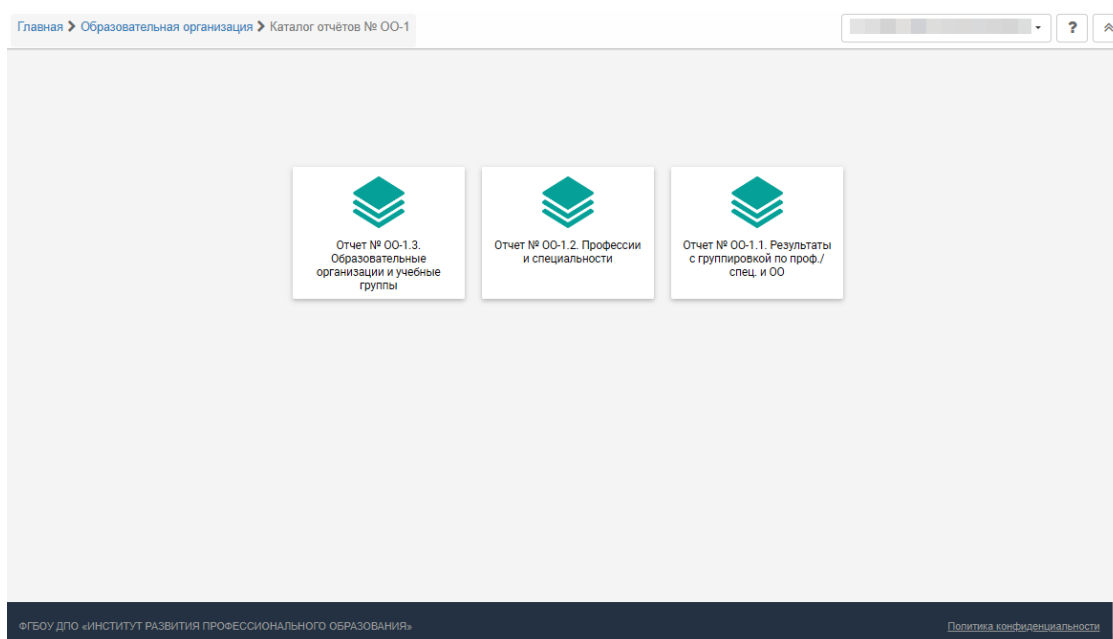 Главная > Образовательная организация > Каталог отчётов № ОО-1
?
Отчет № ОО-1.3.
Образовательные
организации и учебные
группы
Отчет № ОО-1.2. Профессии
и специальности
Отчет № ОО-1.1. Результаты
с группировкой по проф./
спец. и ОО
ФГБОУ ДПО «ИНСТИТУТ РАЗВИТИЯ ПРОФЕССИОНАЛЬНОГО ОБРАЗОВАНИЯ»
Политика конфиденциальности